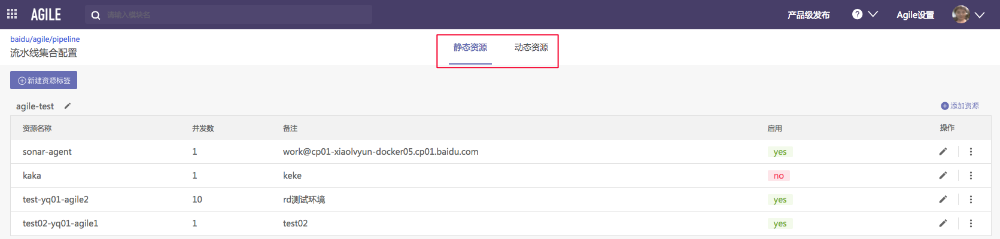 AGILE 请输入模块名 产品级发布 ? Agile设置
baidu/agile/pipeline
流水线集合配置
静态资源 动态资源
新建资源标签
agile-test 添加资源
资源名称 并发数 备注 启用 操作
sonar-agent 1 work@cp01-xiaolvyun-docker05.cp01.baidu.com yes
kaka 1 keke no
test-yq01-agile2 10 rd测试环境 yes
test02-yq01-agile1 1 test02 yes